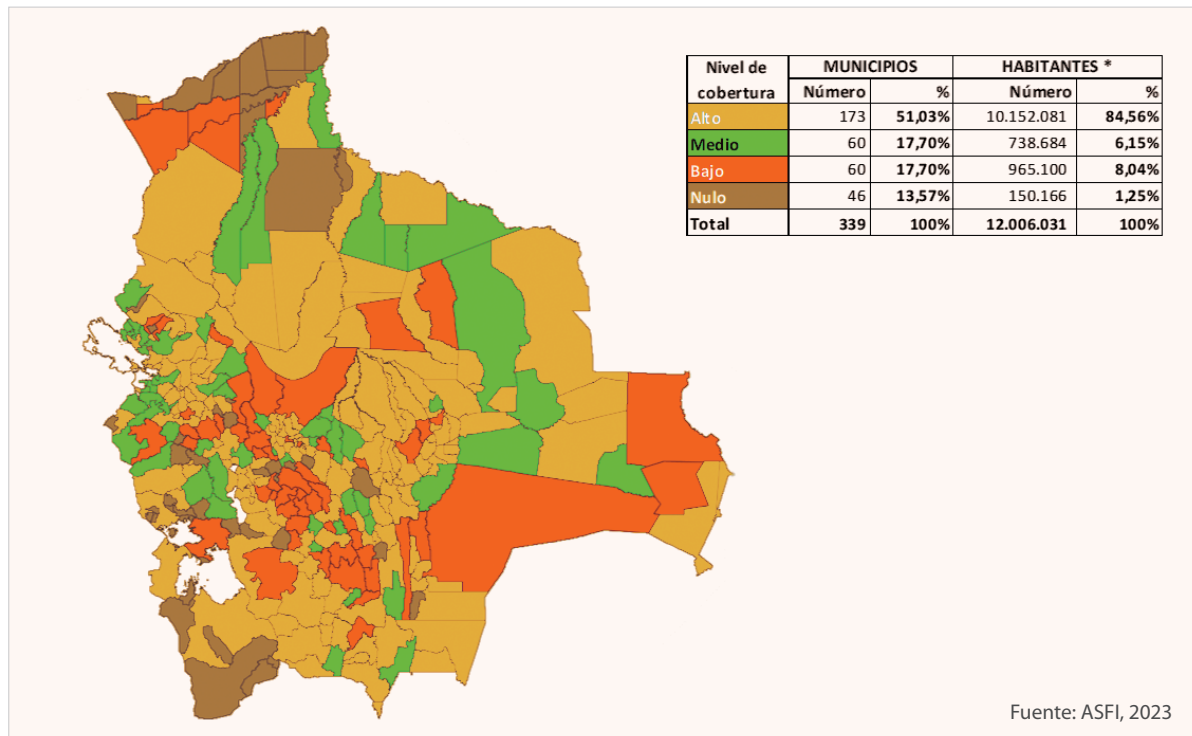 Nivel de cobertura MUNICIPIOS HABITANTES *
Número % Número %
Alto 173 51,03% 10.152.081 84,56%
Medio 60 17,70% 738.684 6,15%
Bajo 60 17,70% 965.100 8,04%
Nulo 46 13,57% 150.166 1,25%
Total 339 100% 12.006.031 100%
Fuente: ASFI, 2023